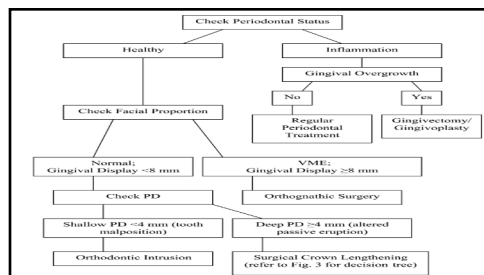 Check Periodontal Status
Healthy
Inflammation
Gingival Overgrowth
No
Yes
Check Facial Proportion
Regular
Periodontal
Treatment
Gingivectomy/
Gingivoplasty
Normal;
Gingival Display <8 mm
VME;
Gingival Display ≥8 mm
Check PD
Orthognathic Surgery
Shallow PD <4 mm (tooth
malposition)
Deep PD ≥4 mm (altered
passive eruption)
Orthodontic Intrusion
Surgical Crown Lengthening
(refer to Fig. 3 for decision tree)